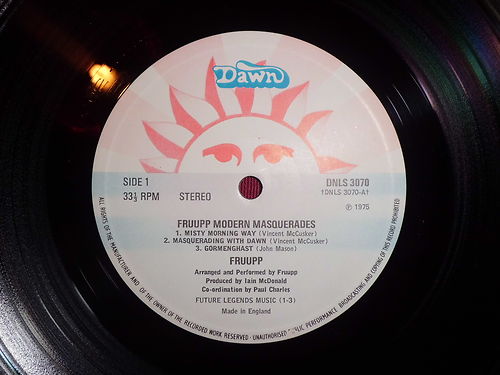 Dawn
SIDE 1
33⅓ RPM STEREO
DNLS 3070
†DNLS 3070-A†
℗ 1975
FRUUPP MODERN MASQUERADES
1. MISTY MORNING WAY (Vincent McCusker)
2. MASQUERADING WITH DAWN (Vincent McCusker)
3. GORMENGHAST (John Mason)
FRUUPP
Arranged and Performed by Fruupp
Produced by Iain McDonald
Co-ordination by Paul Charles
FUTURE LEGENDS MUSIC (1-3)
Made in England
ALL RIGHTS OF THE MANUFACTURER AND OF THE OWNER OF THE RECORDED WORK RESERVED · UNAUTHORISED PUBLIC PERFORMANCE BROADCASTING AND COPYING OF THIS RECORD PROHIBITED